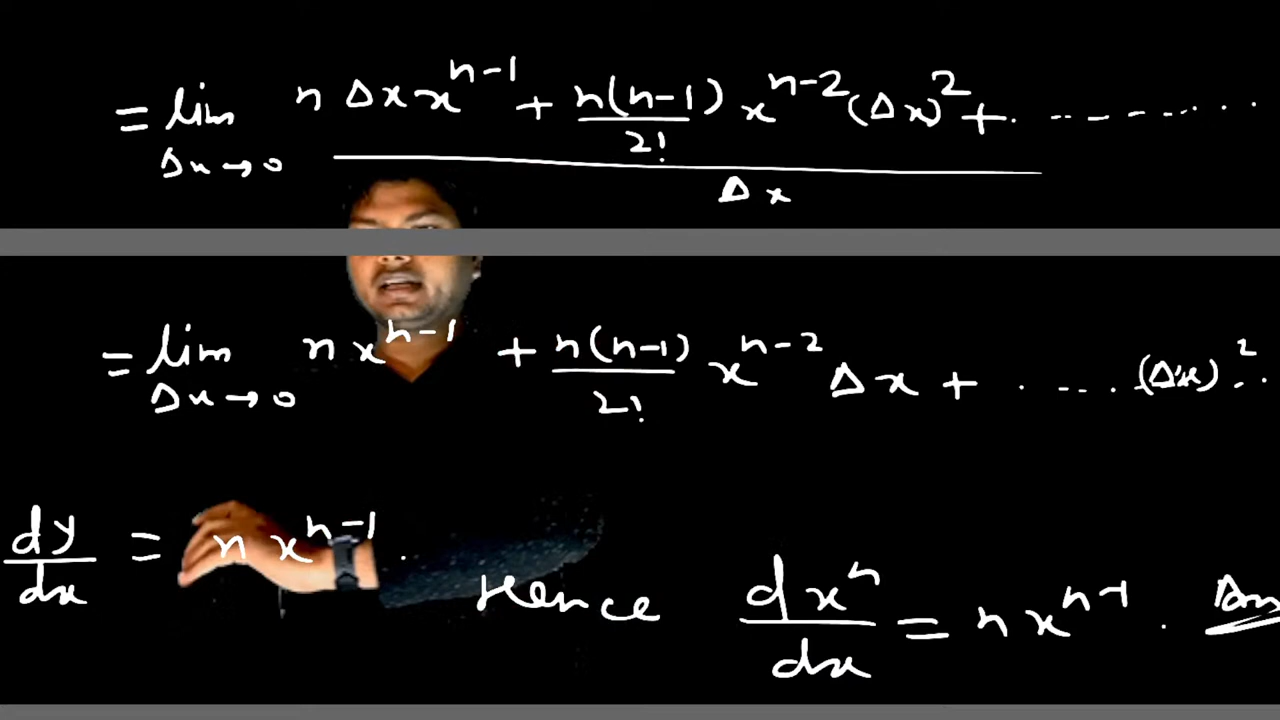 = lim Δx→0 (n Δx x^(n-1) + n(n-1)/2! x^(n-2) (Δx)^2 + ...........) / Δx
= lim Δx→0 n x^(n-1) + n(n-1)/2! x^(n-2) Δx + ...... (Δx)^2 ...
dy/dx = n x^(n-1) .
Hence d x^n/dx = n x^(n-1) . Ans